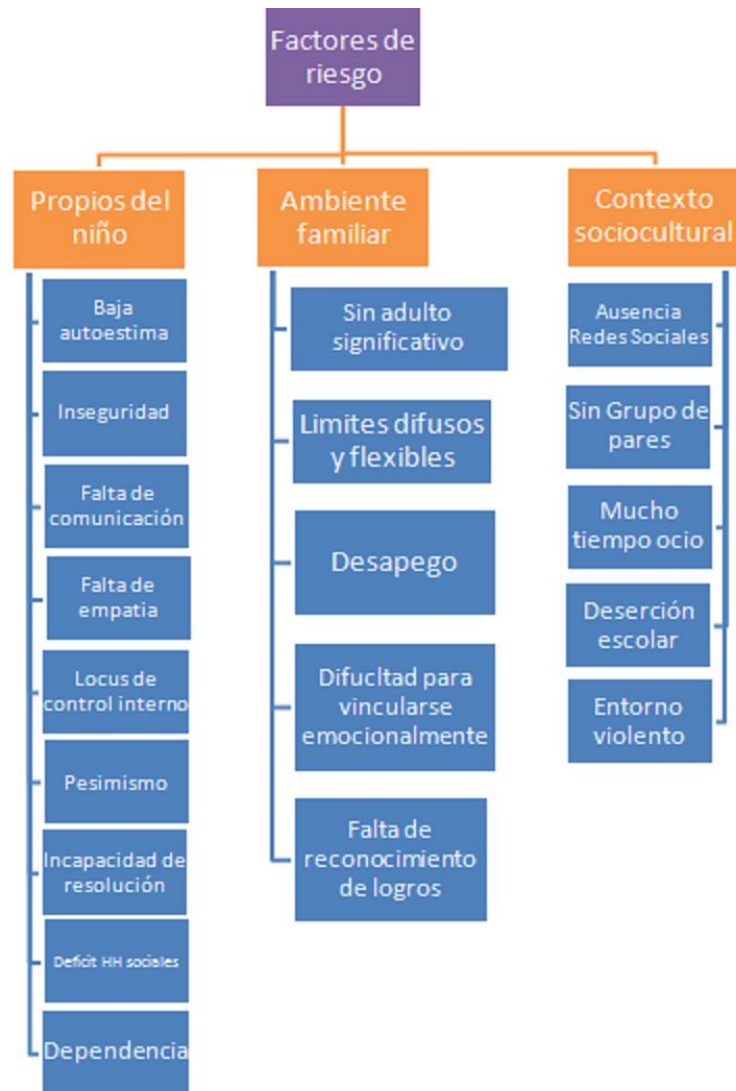 Factores de
riesgo
Propios del
niño
Baja
autoestima
Inseguridad
Falta de
comunicación
Falta de
empatia
Locus de
control interno
Pesimismo
Incapacidad de
resolución
Deficit HH sociales
Dependencia
Ambiente
familiar
Sin adulto
significativo
Limites difusos
y flexibles
Desapego
Difucltad para
vincularse
emocionalmente
Falta de
reconocimiento
de logros
Contexto
sociocultural
Ausencia
Redes Sociales
Sin Grupo de
pares
Mucho
tiempo ocio
Deserción
escolar
Entorno
violento